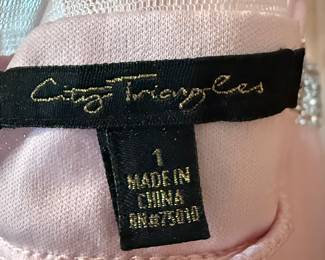 City Triangles
1
MADE IN
CHINA
RN#75010